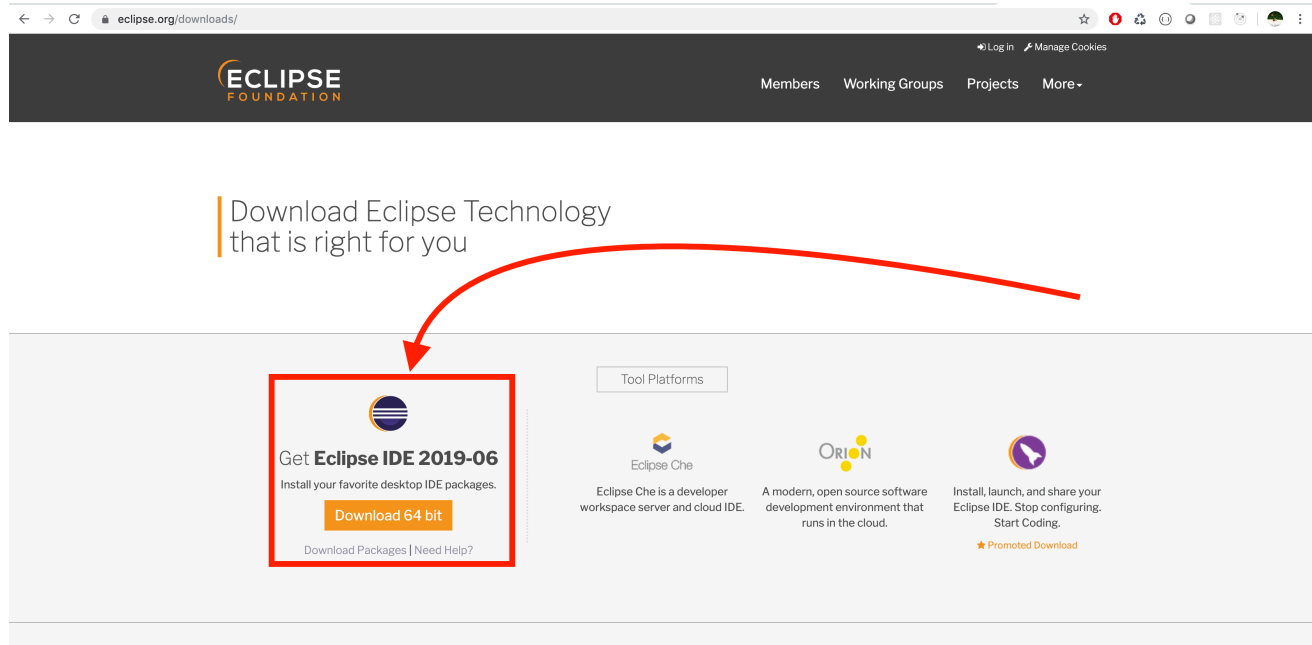 eclipse.org/downloads/
Log in Manage Cookies
ECLIPSE
FOUNDATION
Members Working Groups Projects More
Download Eclipse Technology
that is right for you
Tool Platforms
Get Eclipse IDE 2019-06
Install your favorite desktop IDE packages.
Download 64 bit
Download Packages | Need Help?
Eclipse Che
Eclipse Che is a developer
workspace server and cloud IDE.
ORION
A modern, open source software
development environment that
runs in the cloud.
Install, launch, and share your
Eclipse IDE. Stop configuring.
Start Coding.
Promoted Download